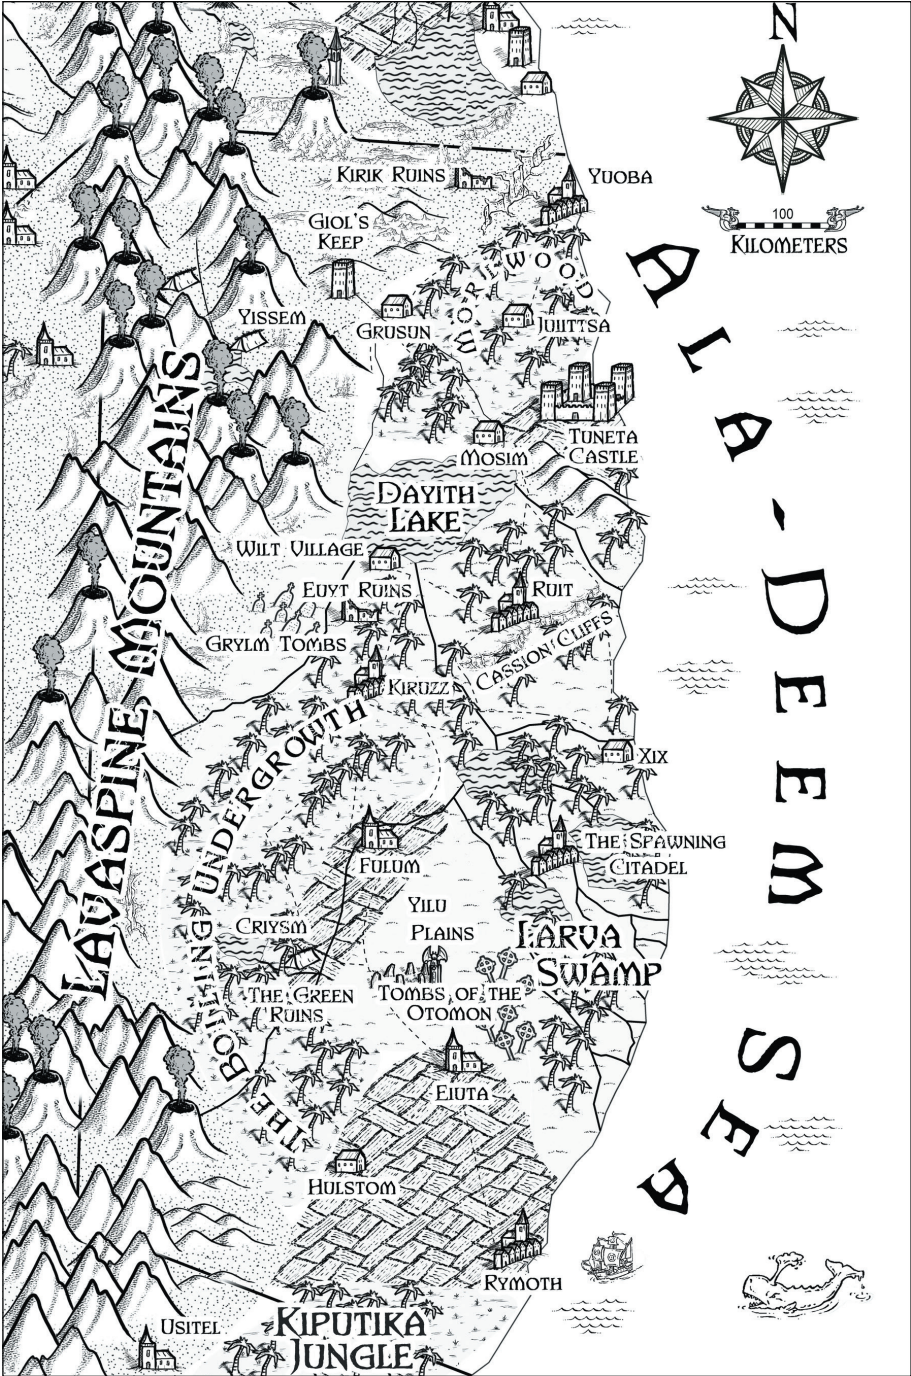 N
100
KILOMETERS
KIRIK RUINS
YUOBA
GIOL'S
KEEP
MOW-RILWOOD
YISSEM
GRUSUN
JUIITTSA
TUNETA
CASTLE
MOSIM
DAYITH
LAKE
ALA-DEEM SEA
LAVASPINE MOUNTAINS
WILT VILLAGE
EUYT RUINS
RUIT
GRYLM TOMBS
CASSION CLIFFS
KIRUZZ
THE BOILING UNDERGROWTH
XIX
THE SPAWNING
CITADEL
FULUM
YILU
PLAINS
CRIYSM
LARVA
SWAMP
THE GREEN
RUINS
TOMBS OF THE
OTOMON
EIUTA
HULSTOM
RYMOTH
USITEL
KIPUTIKA
JUNGLE